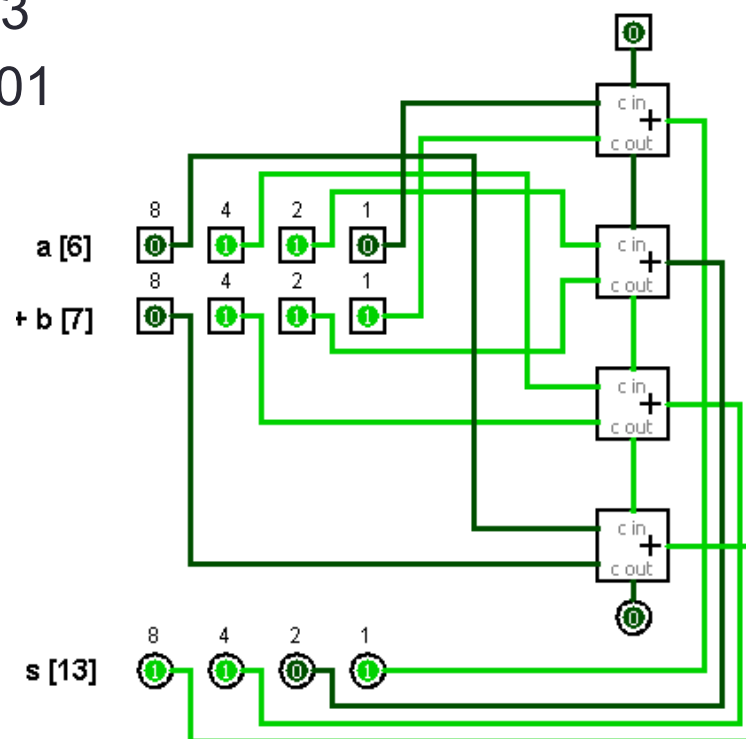 3
01
0
c in
+
c out
8 4 2 1
a [6] 0 1 1 0
c in
+
c out
8 4 2 1
+ b [7] 0 1 1 1
c in
+
c out
c in
+
c out
0
8 4 2 1
s [13] 1 1 0 1